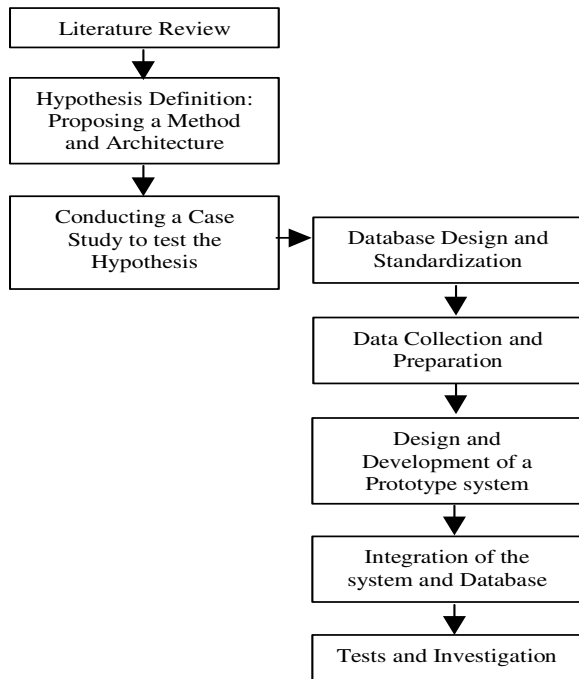 Literature Review
Hypothesis Definition:
Proposing a Method
and Architecture
Conducting a Case
Study to test the
Hypothesis
Database Design and
Standardization
Data Collection and
Preparation
Design and
Development of a
Prototype system
Integration of the
system and Database
Tests and Investigation